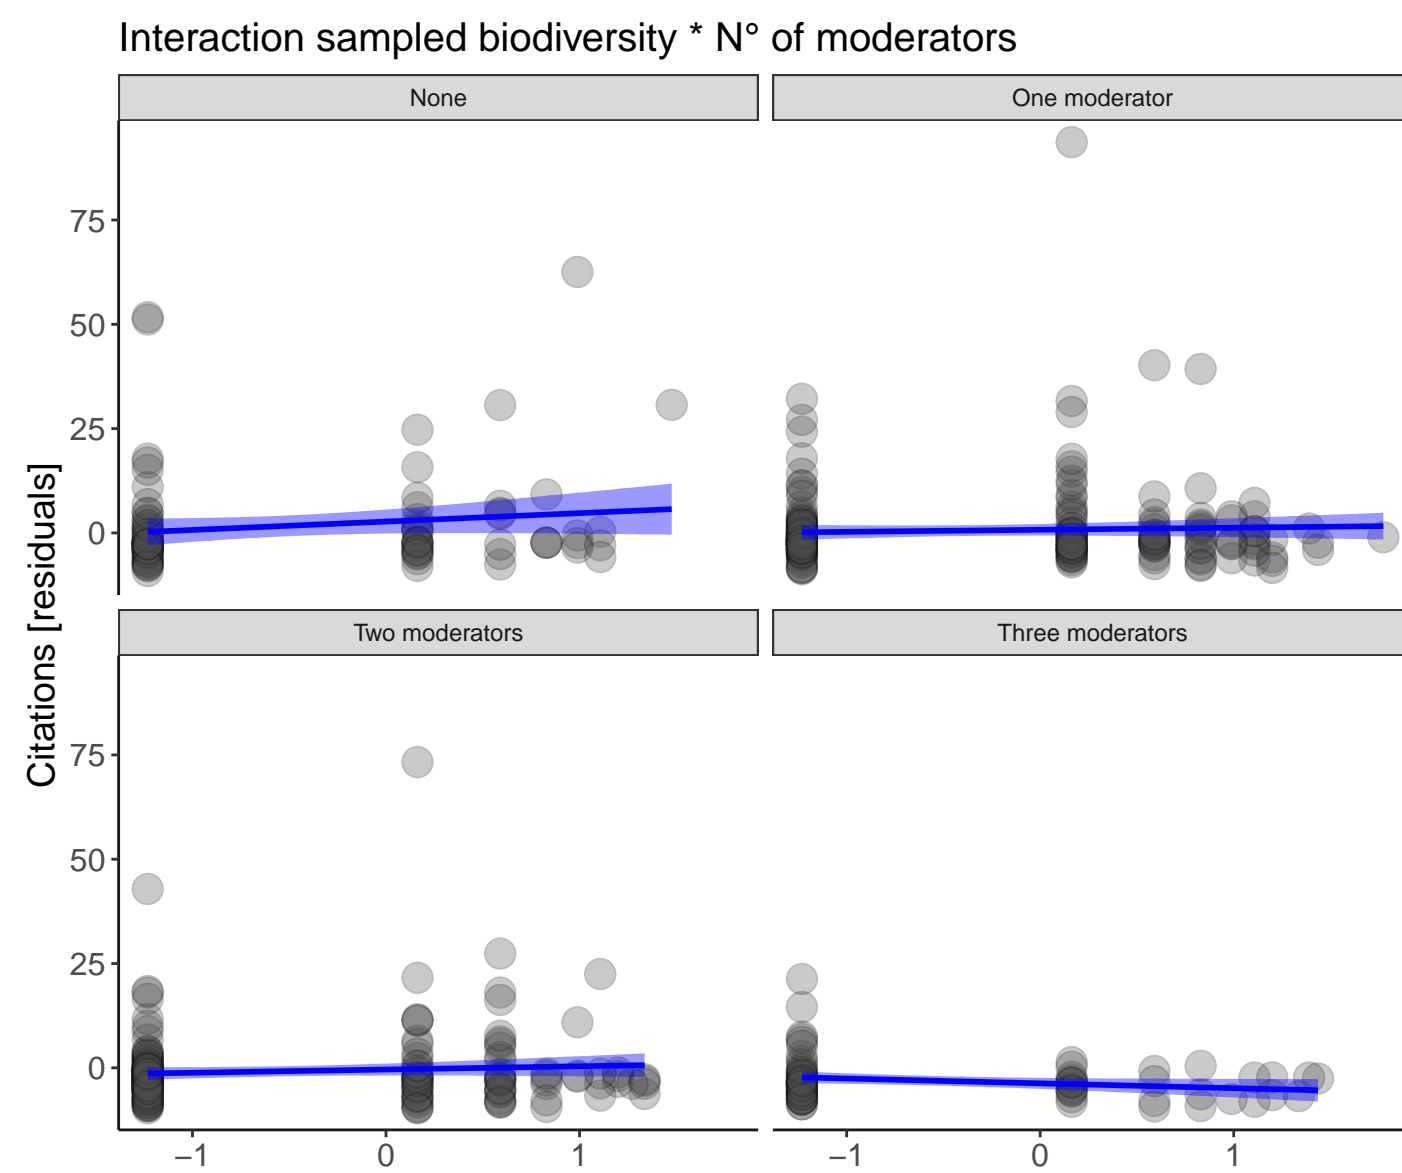 Interaction sampled biodiversity * N° of moderators
None
One moderator
75
50
25
0
Two moderators
Three moderators
75
50
25
0
−1
0
1
−1
0
1
Citations [residuals]